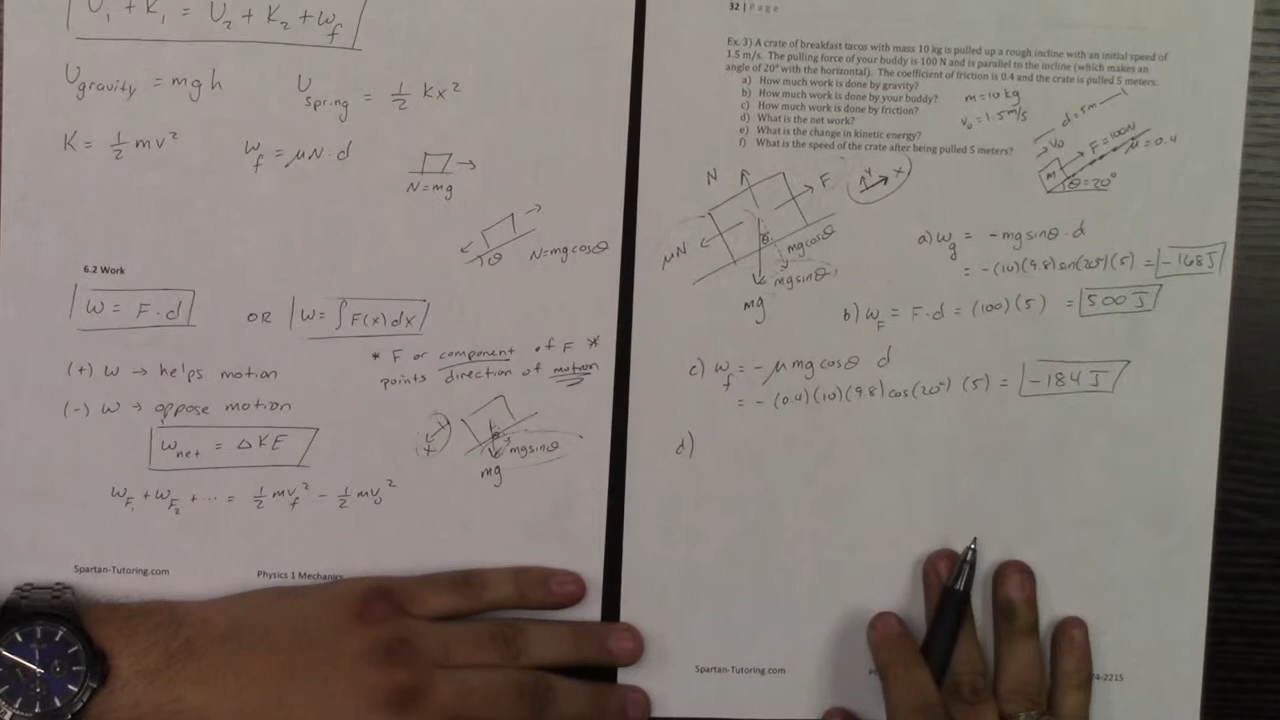 U₁ + K₁ = U₂ + K₂ + W_f
U_gravity = mgh
U_spring = 1/2 Kx²
K = 1/2 mv²
W_f = μN·d
N=mg
θ
N=mgcosθ
6.2 Work
W = F·d OR W = ∫F(x)dx
(+) W → helps motion
* F or component of F *
points direction of motion
(-) W → oppose motion
W_net = ΔKE
x
mgsinθ
mg
W_F₁ + W_F₂ + ... = 1/2 mv_f² - 1/2 mv₀²
Spartan-Tutoring.com
Physics 1 Mechanics
32 | Page
Ex. 3) A crate of breakfast tacos with mass 10 kg is pulled up a rough incline with an initial speed of
1.5 m/s. The pulling force of your buddy is 100 N and is parallel to the incline (which makes an
angle of 20° with the horizontal). The coefficient of friction is 0.4 and the crate is pulled 5 meters.
a) How much work is done by gravity?
b) How much work is done by your buddy?
c) How much work is done by friction?
d) What is the net work?
e) What is the change in kinetic energy?
f) What is the speed of the crate after being pulled 5 meters?
m=10kg
v₀=1.5m/s
d=5m
v₀
F=100N
μ=0.4
M
θ=20°
N
F
y
x
μN
θ
mgcosθ
mgsinθ
mg
a) W_g = -mgsinθ·d
= -(10)(9.8)sin(20°)(5) = -168J
b) W_F = F·d = (100)(5) = 500 J
c) W_f = -μmgcosθ d
= -(0.4)(10)(9.8)cos(20°)(5) = -184 J
d)
Spartan-Tutoring.com
4-2215